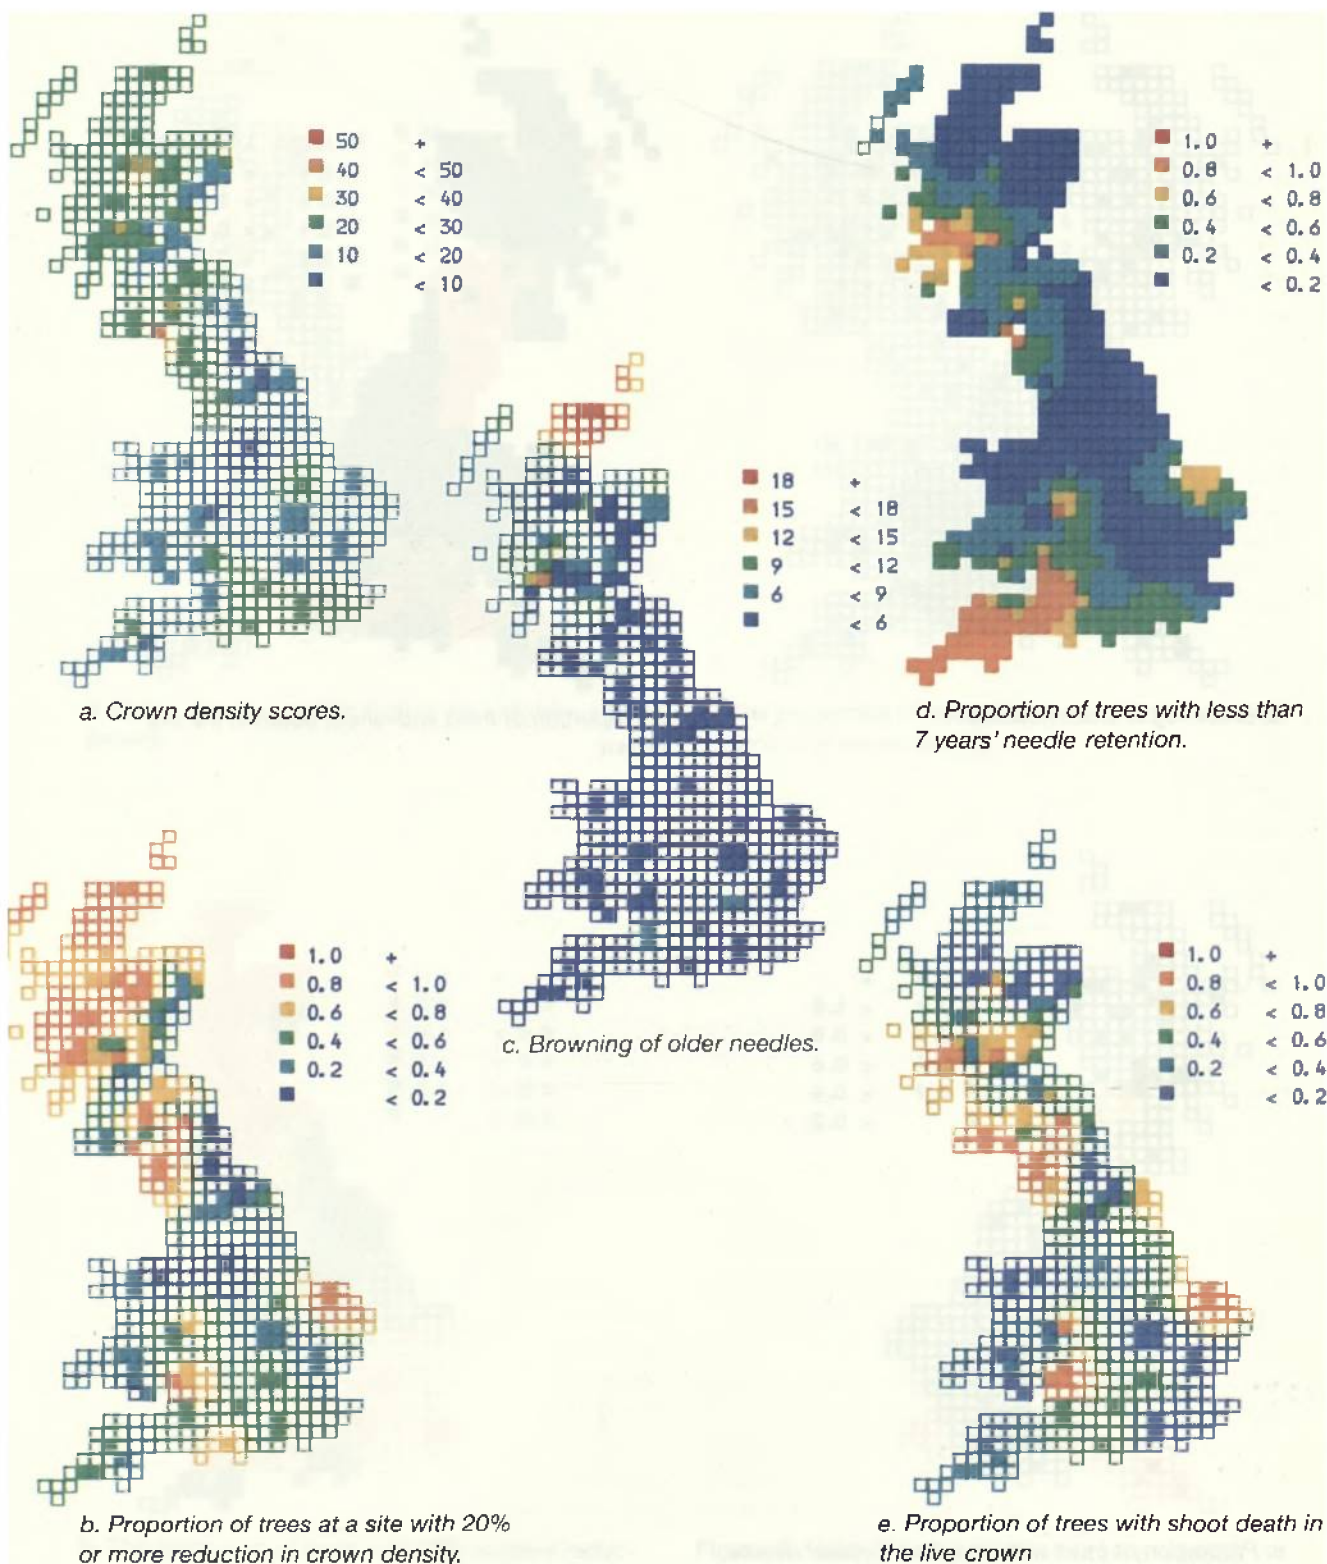 50 +
40 < 50
30 < 40
20 < 30
10 < 20
< 10
a. Crown density scores.
1.0 +
0.8 < 1.0
0.6 < 0.8
0.4 < 0.6
0.2 < 0.4
< 0.2
d. Proportion of trees with less than
7 years' needle retention.
18 +
15 < 18
12 < 15
9 < 12
6 < 9
< 6
c. Browning of older needles.
1.0 +
0.8 < 1.0
0.6 < 0.8
0.4 < 0.6
0.2 < 0.4
< 0.2
b. Proportion of trees at a site with 20%
or more reduction in crown density.
1.0 +
0.8 < 1.0
0.6 < 0.8
0.4 < 0.6
0.2 < 0.4
< 0.2
e. Proportion of trees with shoot death in
the live crown